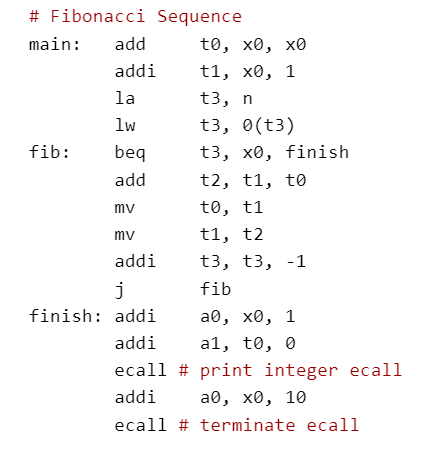 # Fibonacci Sequence
main: add t0, x0, x0
addi t1, x0, 1
la t3, n
lw t3, 0(t3)
fib: beq t3, x0, finish
add t2, t1, t0
mv t0, t1
mv t1, t2
addi t3, t3, -1
j fib
finish: addi a0, x0, 1
addi a1, t0, 0
ecall # print integer ecall
addi a0, x0, 10
ecall # terminate ecall